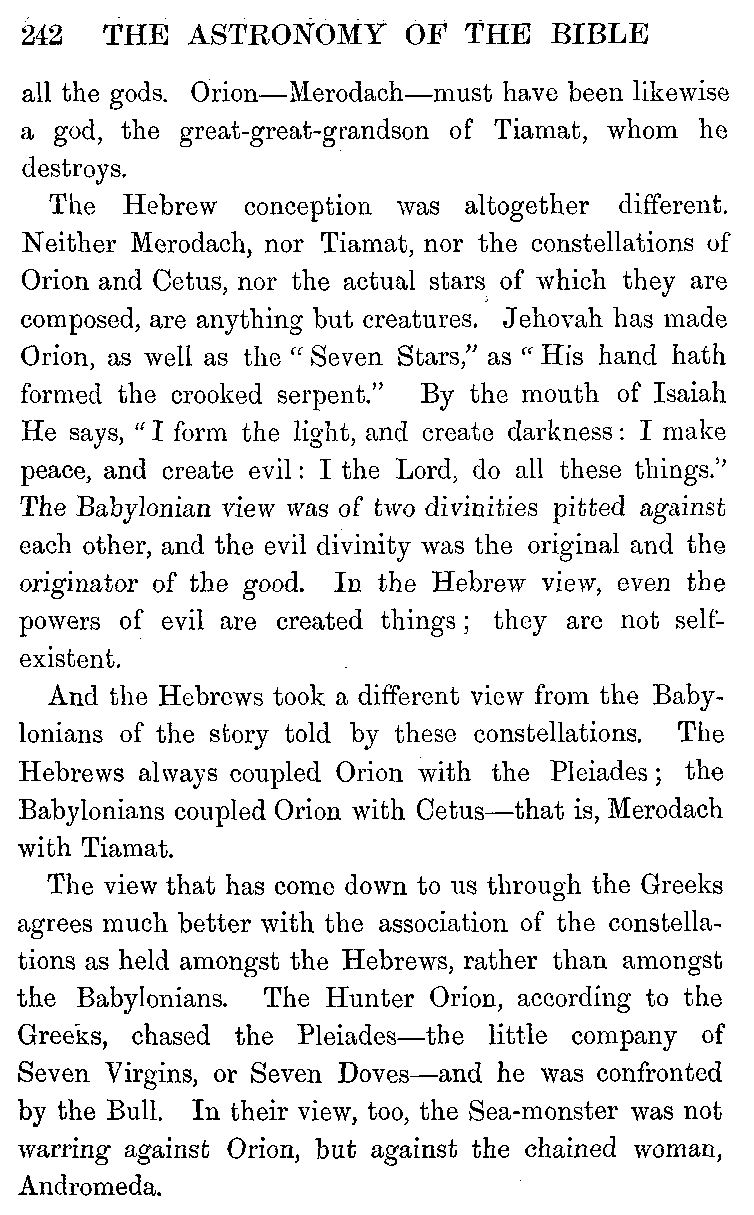 242 THE ASTRONOMY OF THE BIBLE
all the gods. Orion—Merodach—must have been likewise
a god, the great-great-grandson of Tiamat, whom he
destroys.
The Hebrew conception was altogether different.
Neither Merodach, nor Tiamat, nor the constellations of
Orion and Cetus, nor the actual stars of which they are
composed, are anything but creatures. Jehovah has made
Orion, as well as the “Seven Stars,” as “His hand hath
formed the crooked serpent.” By the mouth of Isaiah
He says, “I form the light, and create darkness: I make
peace, and create evil: I the Lord, do all these things.”
The Babylonian view was of two divinities pitted against
each other, and the evil divinity was the original and the
originator of the good. In the Hebrew view, even the
powers of evil are created things; they are not self-
existent.
And the Hebrews took a different view from the Baby-
lonians of the story told by these constellations. The
Hebrews always coupled Orion with the Pleiades; the
Babylonians coupled Orion with Cetus—that is, Merodach
with Tiamat.
The view that has come down to us through the Greeks
agrees much better with the association of the constella-
tions as held amongst the Hebrews, rather than amongst
the Babylonians. The Hunter Orion, according to the
Greeks, chased the Pleiades—the little company of
Seven Virgins, or Seven Doves—and he was confronted
by the Bull. In their view, too, the Sea-monster was not
warring against Orion, but against the chained woman,
Andromeda.